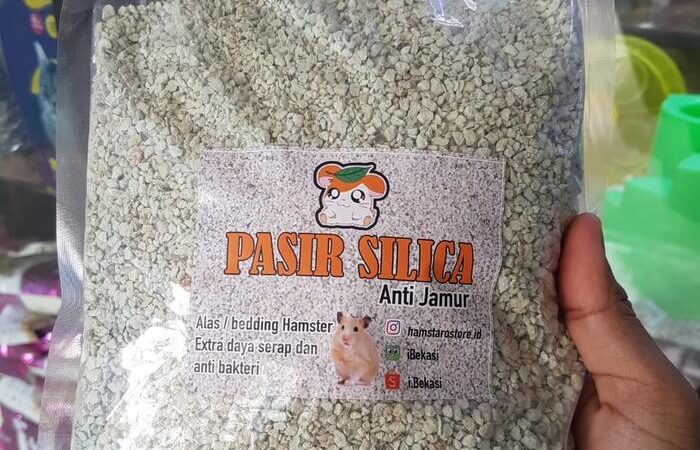 PASIR SILICA
Anti Jamur
Alas / bedding Hamster
Extra daya serap dan
anti bakteri
hamstarostore.id
iBekasi
i.Bekasi